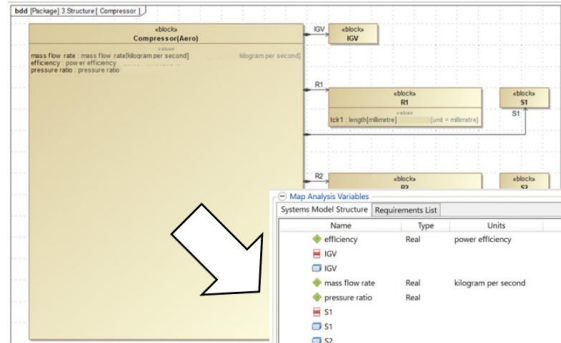 bdd [Package] 3.Structure [ Compressor ]
«block»
Compressor(Aero)
values
mass flow rate : mass flow rate[kilogram per second]
kilogram per second]
efficiency : pow er efficiency
pressure ratio : pressure ratio
IGV
«block»
IGV
R1
«block»
R1
values
tclr1 : length[millimetre]
[unit = millimetre]
«block»
S1
S1
R2
«block»
R2
«block»
S2
Map Analysis Variables
Systems Model Structure
Requirements List
Name Type Units
efficiency Real power efficiency
IGV
IGV
mass flow rate Real kilogram per second
pressure ratio Real
S1
S1
S2